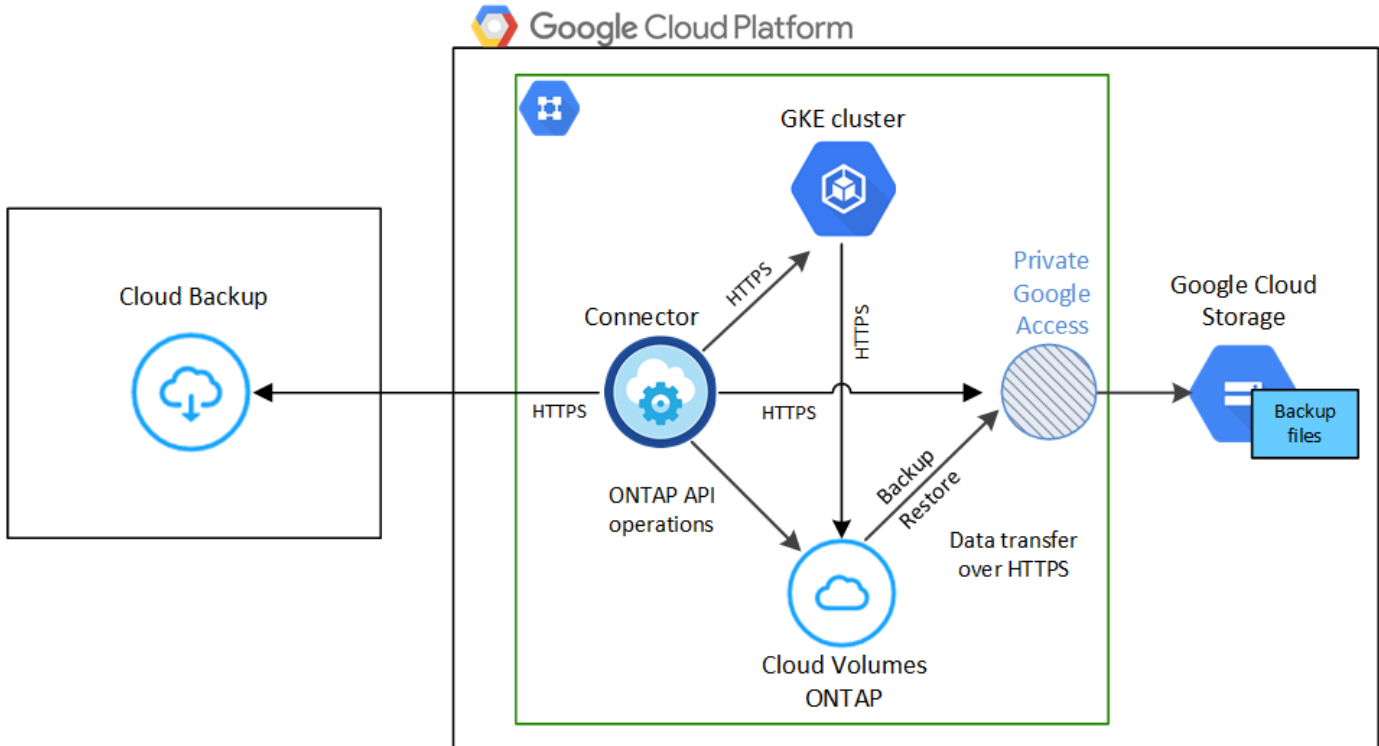 Google Cloud Platform
GKE cluster
Cloud Backup
Connector
HTTPS
HTTPS
Private
Google
Access
Google Cloud
Storage
HTTPS
HTTPS
Backup
files
ONTAP API
operations
Backup
Restore
Data transfer
over HTTPS
Cloud Volumes
ONTAP